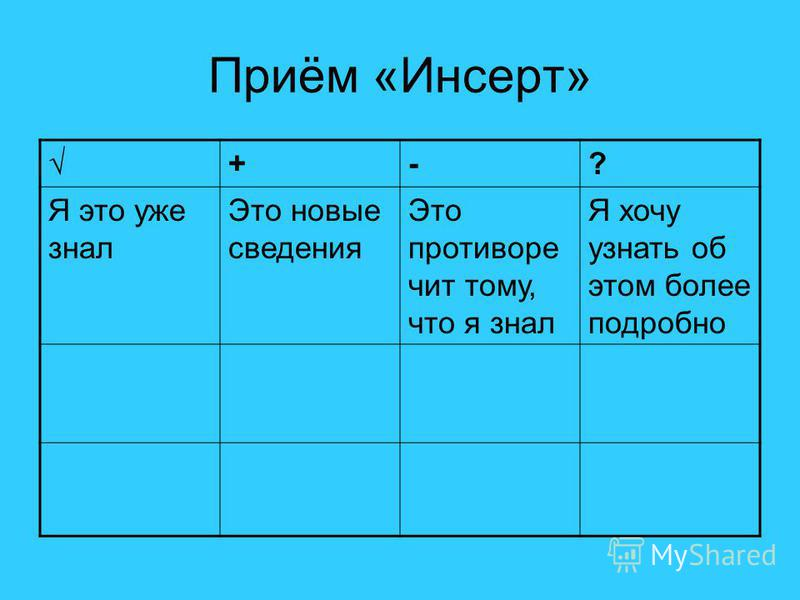 Приём «Инсерт»
√ + - ?
Я это уже Это новые Это Я хочу
знал сведения противоре узнать об
чит тому, этом более
что я знал подробно
MyShared